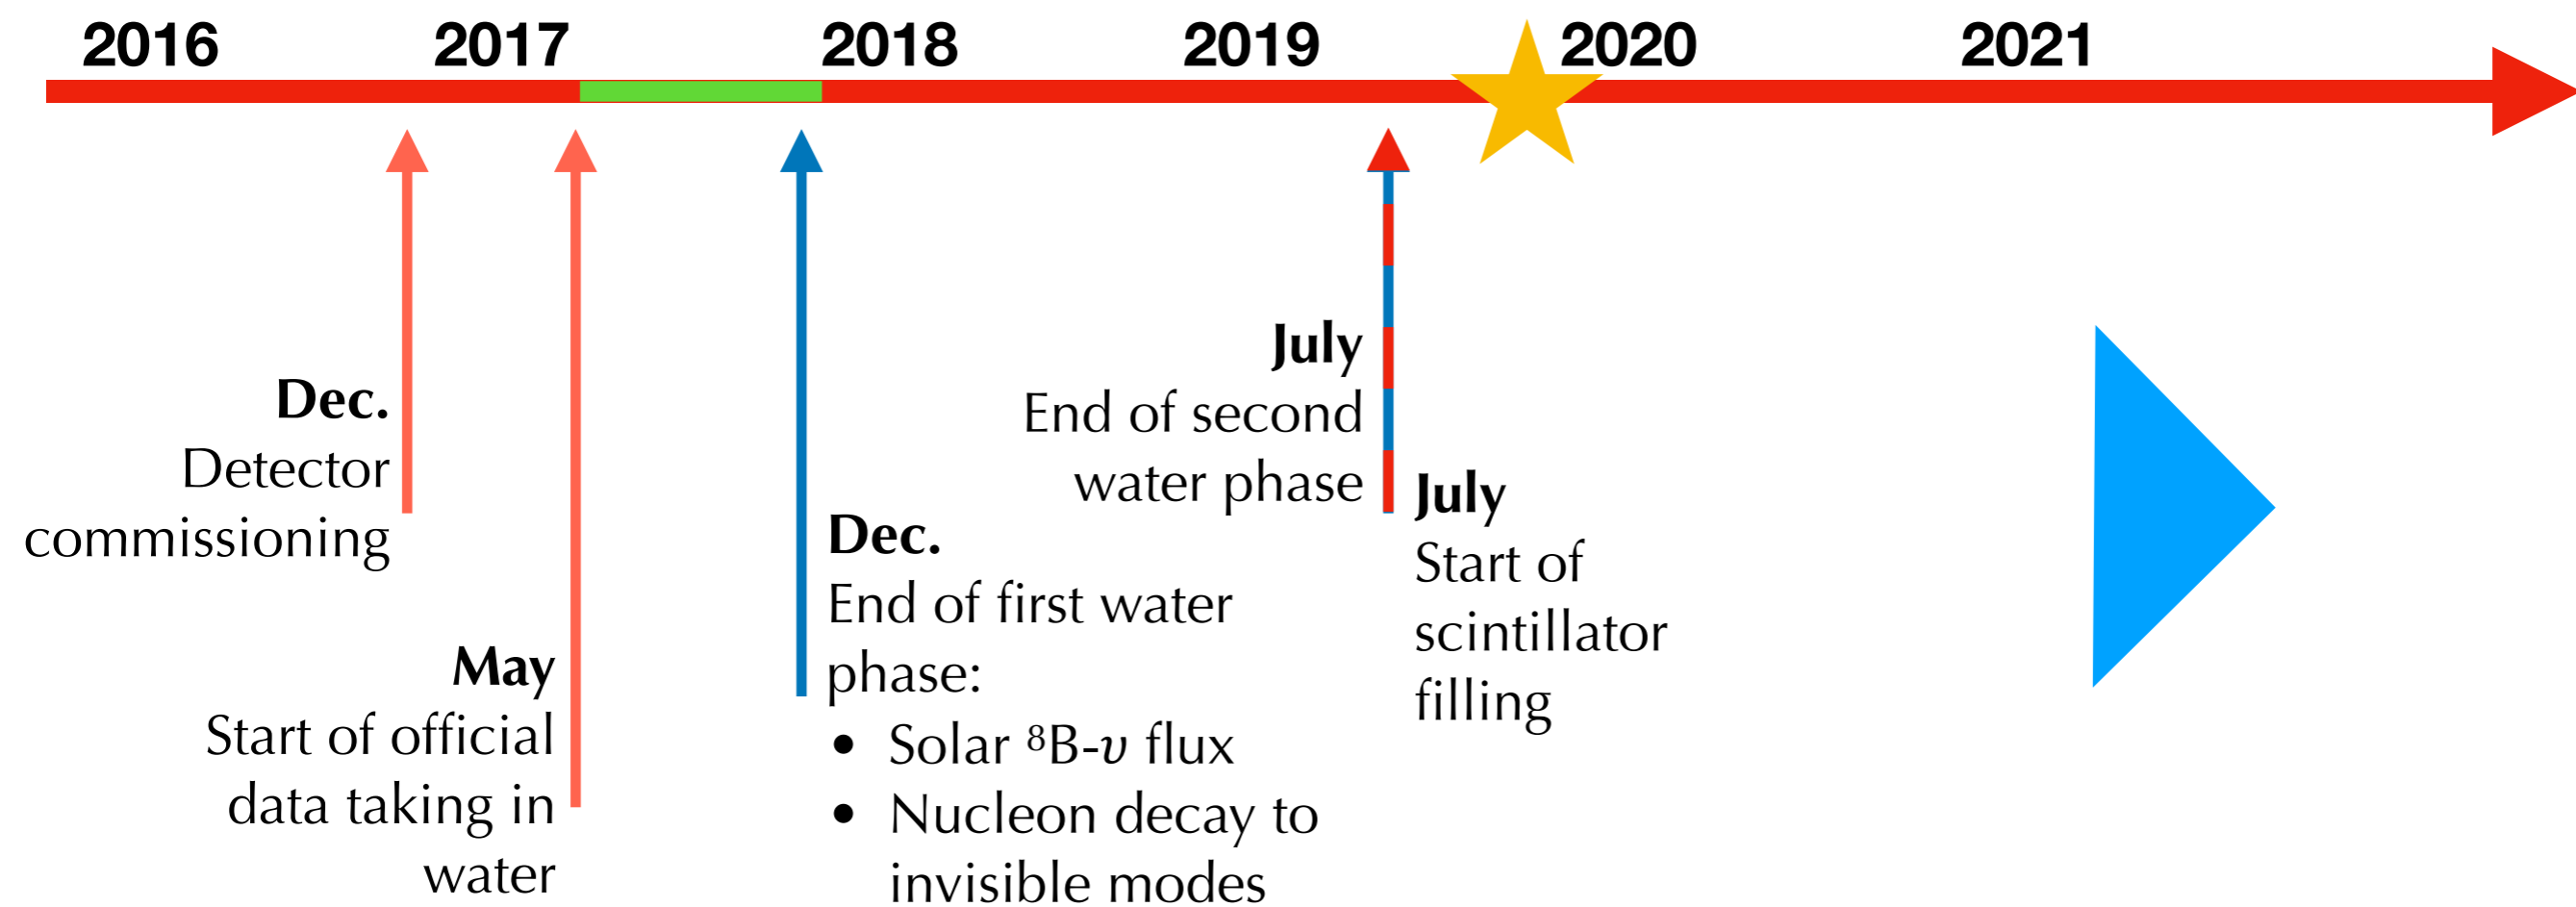 2016 2017 2018 2019 2020 2021
Dec.
Detector
commissioning
May
Start of official
data taking in
water
Dec.
End of first water
phase:
• Solar ⁸B-υ flux
• Nucleon decay to
invisible modes
July
End of second
water phase
July
Start of
scintillator
filling